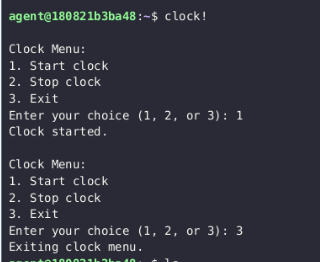 agent@180821b3ba48:~$ clock!

Clock Menu:
1. Start clock
2. Stop clock
3. Exit
Enter your choice (1, 2, or 3): 1
Clock started.

Clock Menu:
1. Start clock
2. Stop clock
3. Exit
Enter your choice (1, 2, or 3): 3
Exiting clock menu.
agent@180821b3ba48:~$ ls